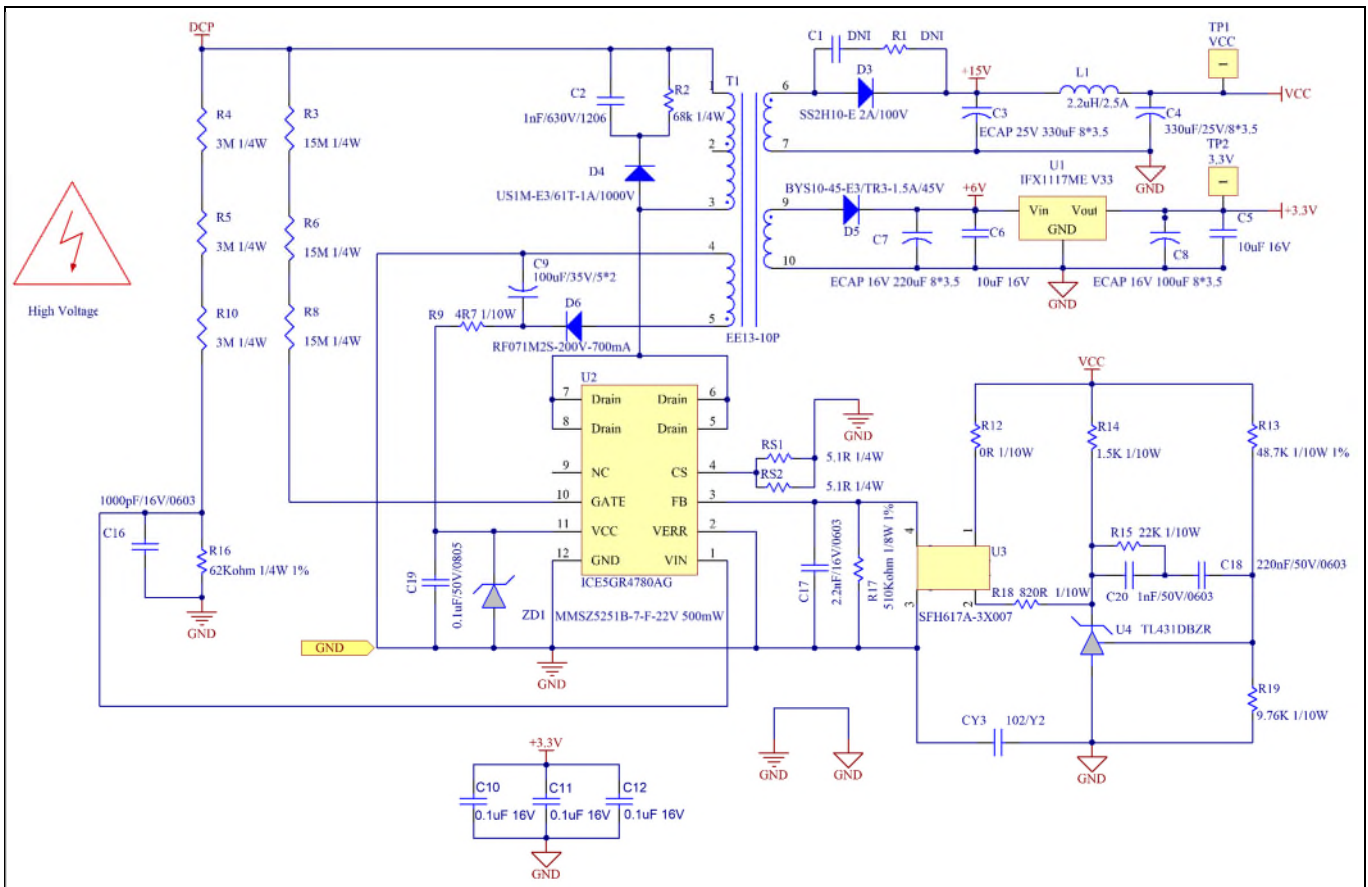 DCP
R4
3M 1/4W
R3
15M 1/4W
R5
3M 1/4W
R6
15M 1/4W
R10
3M 1/4W
R8
15M 1/4W
High Voltage
C2
1nF/630V/1206
R2
68k 1/4W
D4
US1M-E3/61T-1A/1000V
T1
1
2
3
4
5
6
7
9
10
EE13-10P
C1 DNI
R1 DNI
D3
SS2H10-E 2A/100V
+15V
C3
ECAP 25V 330uF 8*3.5
L1
2.2uH/2.5A
C4
330uF/25V/8*3.5
TP1
VCC
VCC
GND
BYS10-45-E3/TR3-1.5A/45V
D5
+6V
C7
ECAP 16V 220uF 8*3.5
C6
10uF 16V
U1
IFX1117ME V33
Vin Vout
GND
GND
TP2
3.3V
+3.3V
C5
10uF 16V
C8
ECAP 16V 100uF 8*3.5
C9
100uF/35V/5*2
R9 4R7 1/10W
D6
RF071M2S-200V-700mA
U2
7 Drain Drain 6
8 Drain Drain 5
9 NC CS 4
10 GATE FB 3
11 VCC VERR 2
12 GND VIN 1
ICE5GR4780AG
GND
RS1
5.1R 1/4W
RS2
5.1R 1/4W
1000pF/16V/0603
C16
R16
62Kohm 1/4W 1%
GND
C19
0.1uF/50V/0805
ZD1
MMSZ5251B-7-F-22V 500mW
GND
GND
C17
2.2nF/16V/0603
R17
510Kohm 1/8W 1%
4
3
1
2
U3
SFH617A-3X007
VCC
R12
0R 1/10W
R14
1.5K 1/10W
R13
48.7K 1/10W 1%
R15 22K 1/10W
C18
220nF/50V/0603
C20
1nF/50V/0603
R18 820R 1/10W
U4 TL431DBZR
R19
9.76K 1/10W
CY3 102/Y2
GND
GND
GND
+3.3V
C10
0.1uF 16V
C11
0.1uF 16V
C12
0.1uF 16V
GND